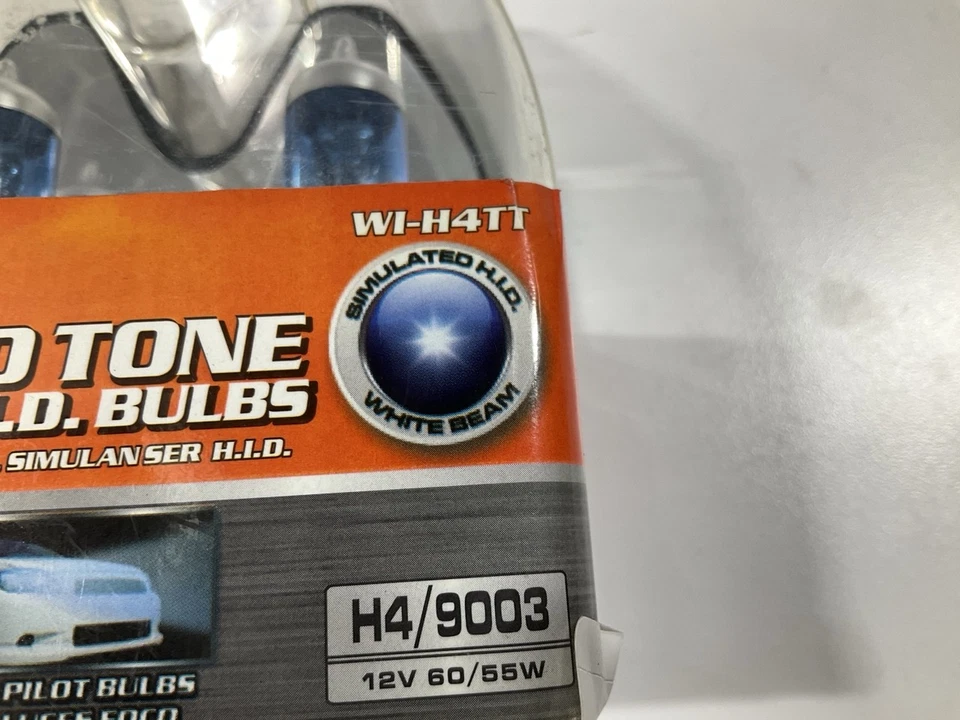 WI-H4TT
SIMULATED H.I.D.
WHITE BEAM
TONE
.D. BULBS
SIMULAN SER H.I.D.
H4/9003
12V 60/55W
PILOT BULBS